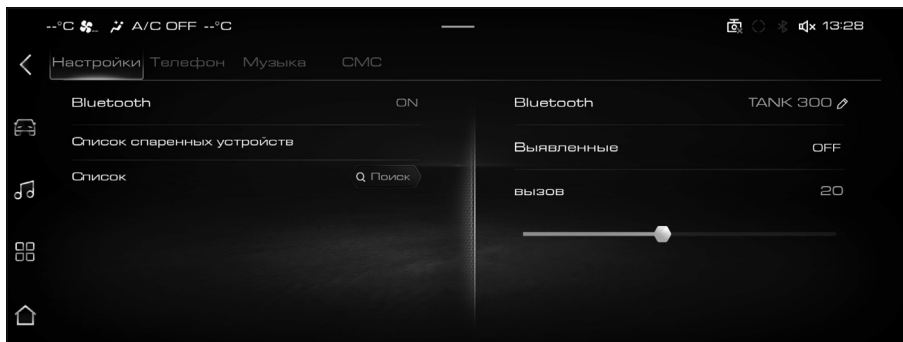 --°C A/C OFF --°C 13:28
Настройки Телефон Музыка СМС
Bluetooth ON
Список спаренных устройств
Список Поиск
Bluetooth TANK 300
Выявленные OFF
вызов 20